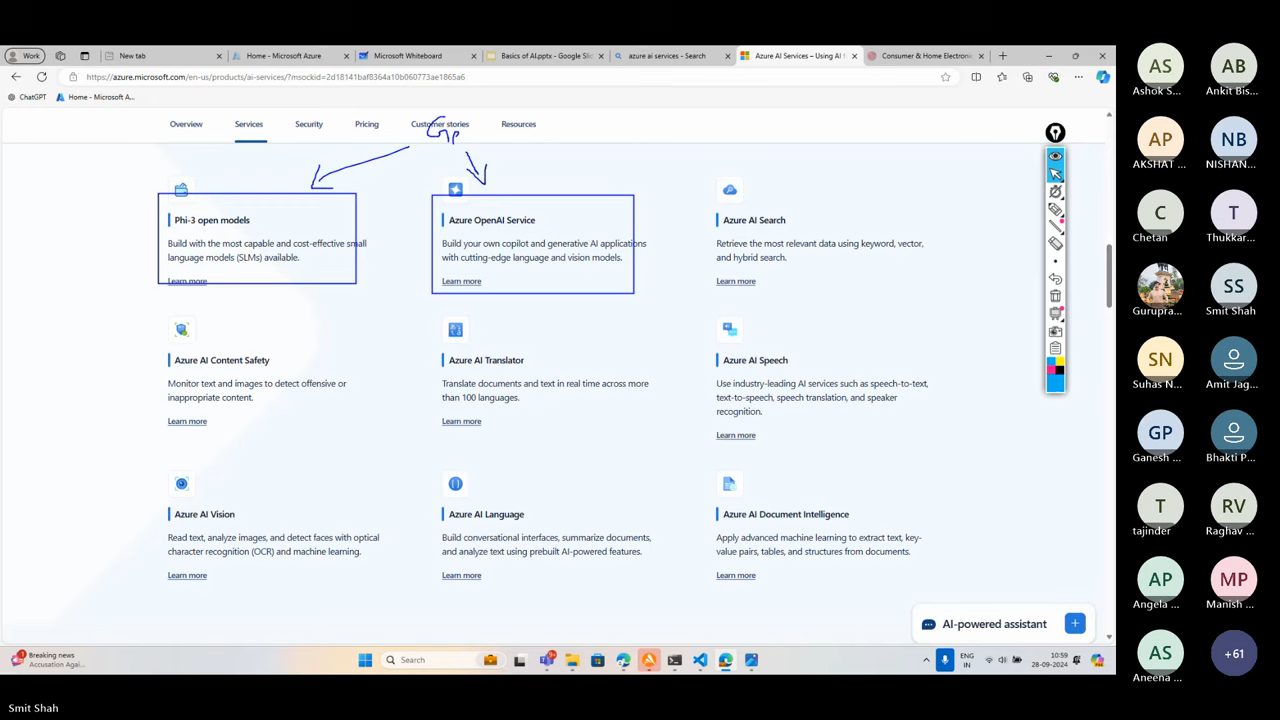 Work
New tab
Home - Microsoft Azure
Microsoft Whiteboard
Basics of AI.pptx - Google Sli
azure ai services - Search
Azure AI Services – Using AI f
Consumer & Home Electroni
https://azure.microsoft.com/en-us/products/ai-services/?msockid=2d18141baf8364a10b060773ae1865a6
ChatGPT
Home - Microsoft A...
Overview
Services
Security
Pricing
Customer stories
Resources
Phi-3 open models
Build with the most capable and cost-effective small
language models (SLMs) available.
Learn more
Azure OpenAI Service
Build your own copilot and generative AI applications
with cutting-edge language and vision models.
Learn more
Azure AI Search
Retrieve the most relevant data using keyword, vector,
and hybrid search.
Learn more
Azure AI Content Safety
Monitor text and images to detect offensive or
inappropriate content.
Learn more
Azure AI Translator
Translate documents and text in real time across more
than 100 languages.
Learn more
Azure AI Speech
Use industry-leading AI services such as speech-to-text,
text-to-speech, speech translation, and speaker
recognition.
Learn more
Azure AI Vision
Read text, analyze images, and detect faces with optical
character recognition (OCR) and machine learning.
Learn more
Azure AI Language
Build conversational interfaces, summarize documents,
and analyze text using prebuilt AI-powered features.
Learn more
Azure AI Document Intelligence
Apply advanced machine learning to extract text, key-
value pairs, tables, and structures from documents.
Learn more
AI-powered assistant
Breaking news
Accusation Agai...
Search
ENG
IN
10:59
28-09-2024
AS
Ashok S...
AB
Ankit Bis...
AP
AKSHAT ...
NB
NISHAN...
C
Chetan
T
Thukkar...
Gurupra...
SS
Smit Shah
SN
Suhas N...
Amit Jag...
GP
Ganesh ...
Bhakti P...
T
tajinder
RV
Raghav ...
AP
Angela ...
MP
Manish ...
AS
Aneena ...
+61
Smit Shah